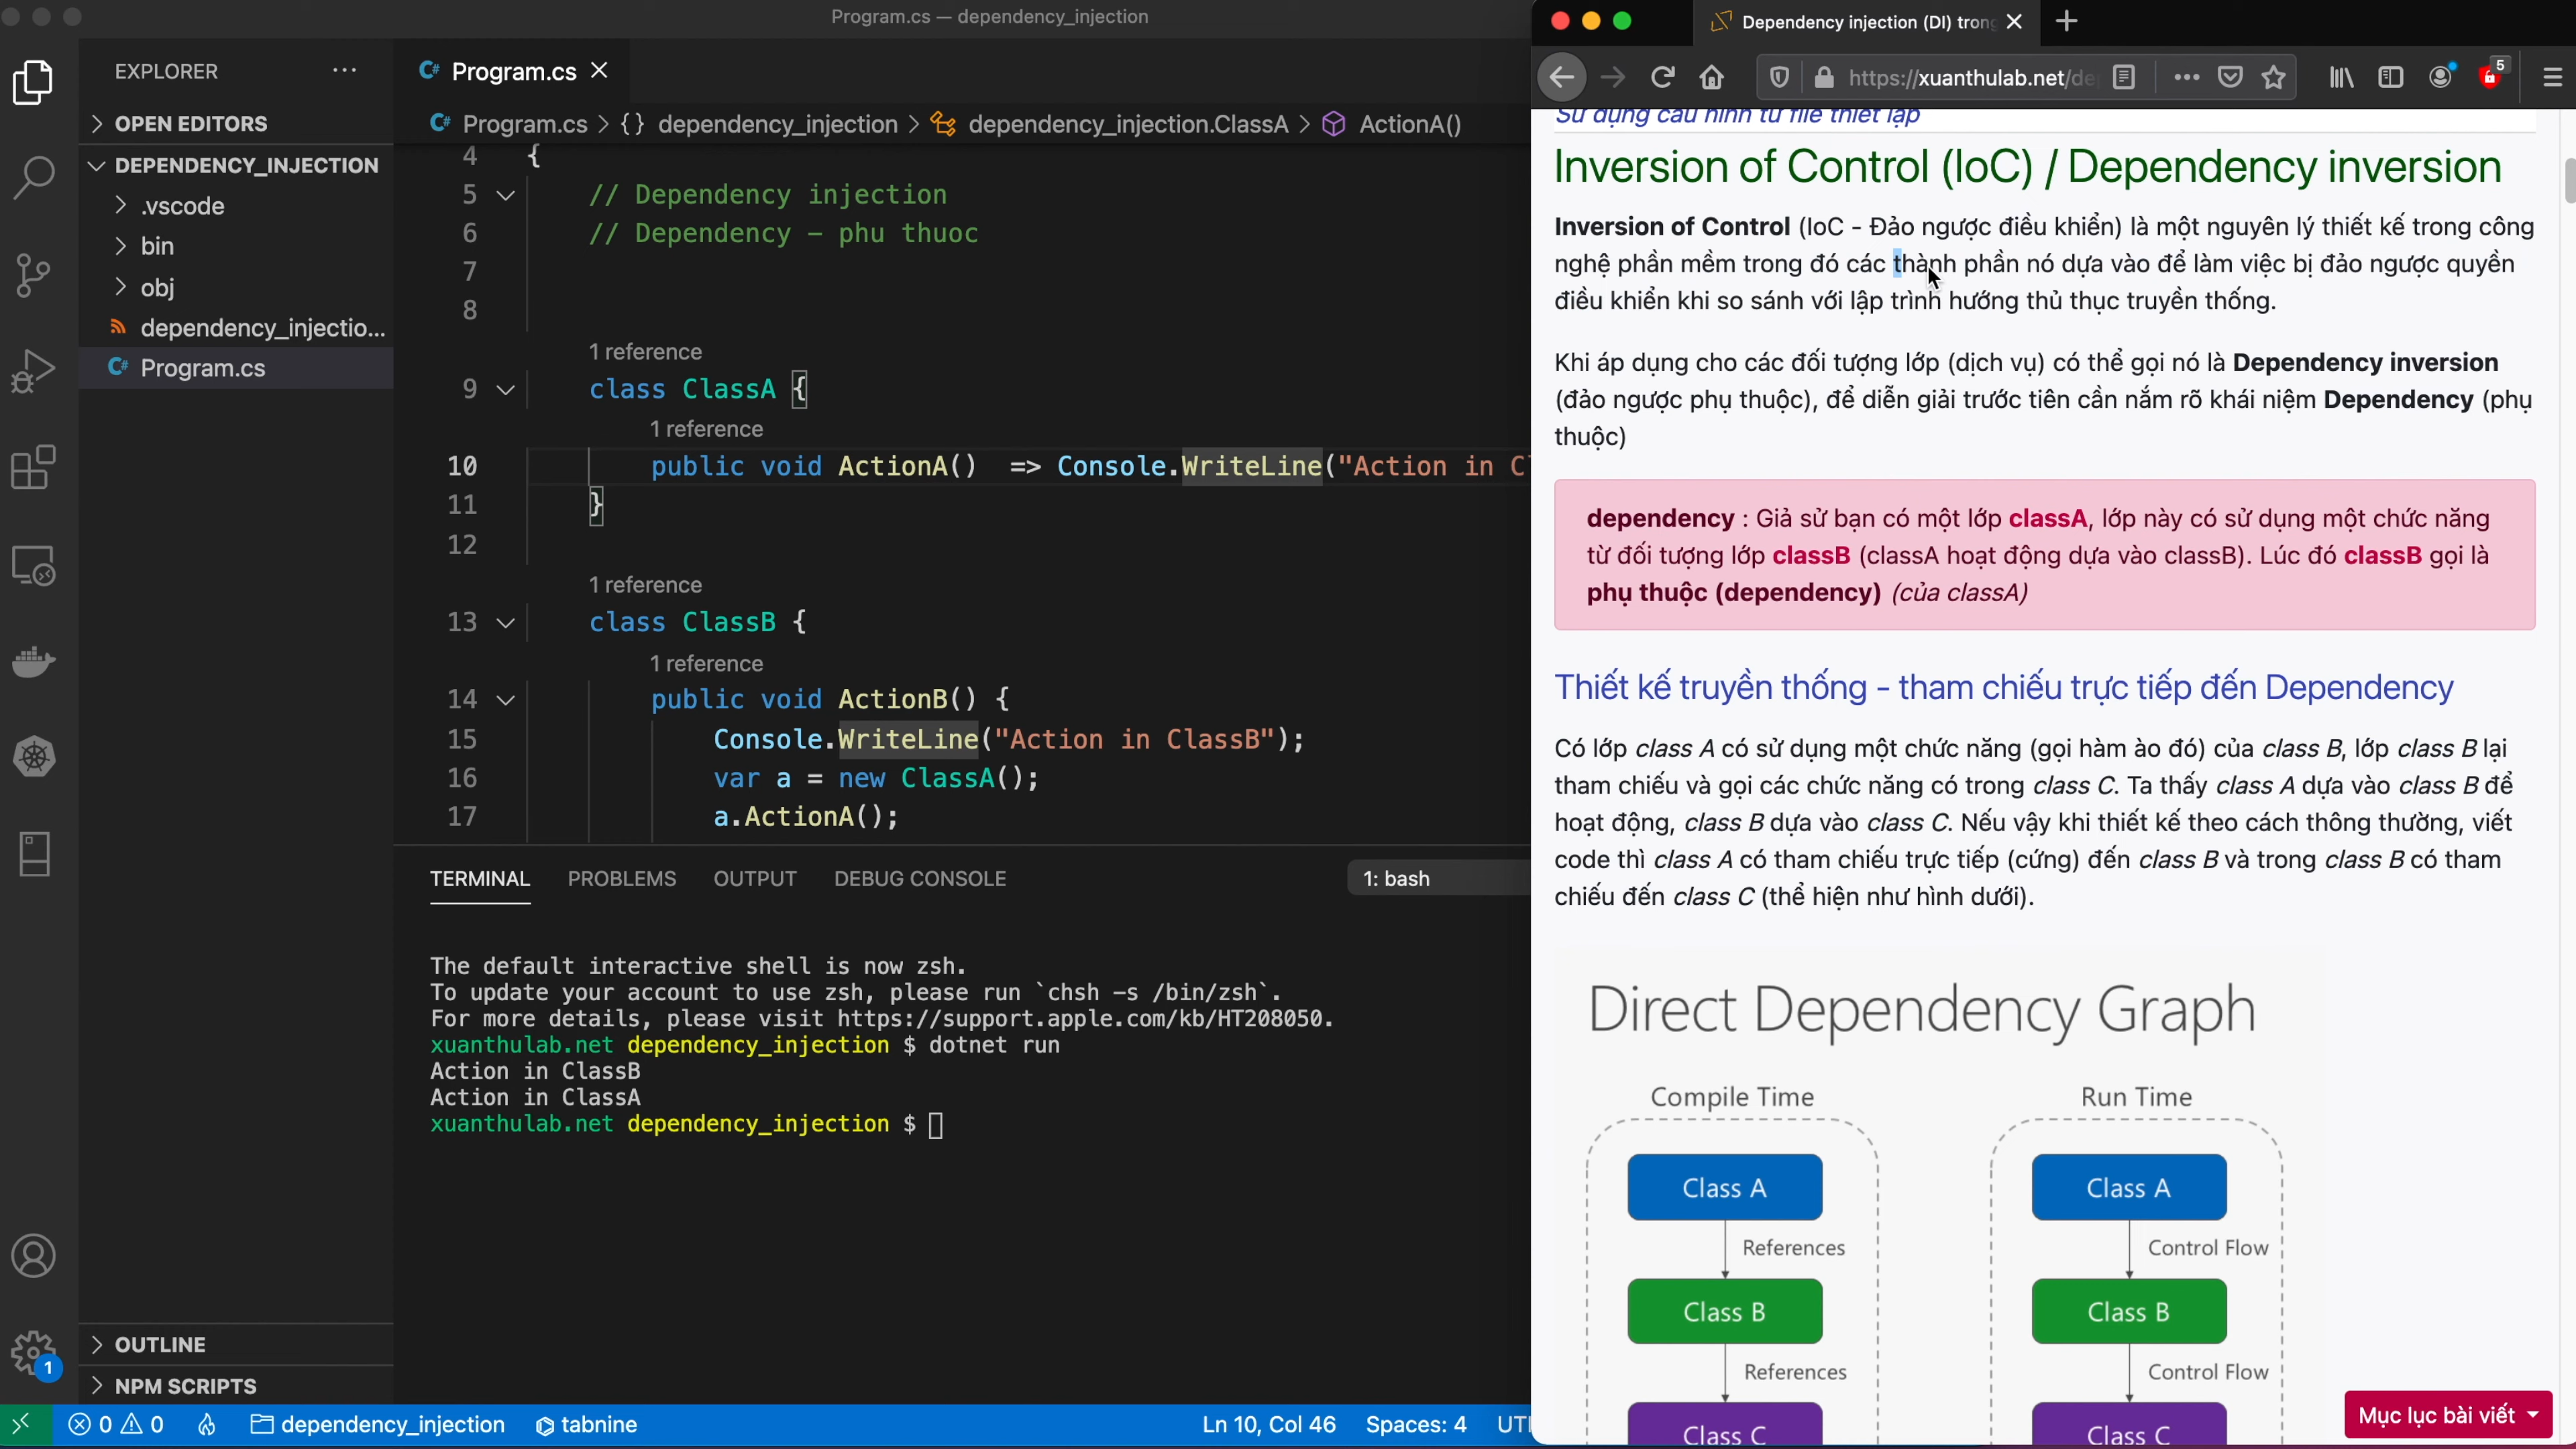 Program.cs — dependency_injection
EXPLORER
OPEN EDITORS
DEPENDENCY_INJECTION
.vscode
bin
obj
dependency_injectio...
Program.cs
OUTLINE
NPM SCRIPTS
1
Program.cs
Program.cs > {} dependency_injection > dependency_injection.ClassA > ActionA()
4 {
5 // Dependency injection
6 // Dependency - phu thuoc
7
8
1 reference
9 class ClassA {
1 reference
10 public void ActionA() => Console.WriteLine("Action in C
11 }
12
1 reference
13 class ClassB {
1 reference
14 public void ActionB() {
15 Console.WriteLine("Action in ClassB");
16 var a = new ClassA();
17 a.ActionA();
TERMINAL PROBLEMS OUTPUT DEBUG CONSOLE 1: bash
The default interactive shell is now zsh.
To update your account to use zsh, please run `chsh -s /bin/zsh`.
For more details, please visit https://support.apple.com/kb/HT208050.
xuanthulab.net dependency_injection $ dotnet run
Action in ClassB
Action in ClassA
xuanthulab.net dependency_injection $
0 0 dependency_injection tabnine Ln 10, Col 46 Spaces: 4 UT
Dependency injection (DI) tron
https://xuanthulab.net/de
5
Sử dụng cấu hình từ file thiết lập
Inversion of Control (IoC) / Dependency inversion
Inversion of Control (IoC - Đảo ngược điều khiển) là một nguyên lý thiết kế trong công
nghệ phần mềm trong đó các thành phần nó dựa vào để làm việc bị đảo ngược quyền
điều khiển khi so sánh với lập trình hướng thủ thục truyền thống.
Khi áp dụng cho các đối tượng lớp (dịch vụ) có thể gọi nó là Dependency inversion
(đảo ngược phụ thuộc), để diễn giải trước tiên cần nắm rõ khái niệm Dependency (phụ
thuộc)
dependency : Giả sử bạn có một lớp classA, lớp này có sử dụng một chức năng
từ đối tượng lớp classB (classA hoạt động dựa vào classB). Lúc đó classB gọi là
phụ thuộc (dependency) (của classA)
Thiết kế truyền thống - tham chiếu trực tiếp đến Dependency
Có lớp class A có sử dụng một chức năng (gọi hàm ào đó) của class B, lớp class B lại
tham chiếu và gọi các chức năng có trong class C. Ta thấy class A dựa vào class B để
hoạt động, class B dựa vào class C. Nếu vậy khi thiết kế theo cách thông thường, viết
code thì class A có tham chiếu trực tiếp (cứng) đến class B và trong class B có tham
chiếu đến class C (thể hiện như hình dưới).
Direct Dependency Graph
Compile Time Run Time
Class A Class A
References Control Flow
Class B Class B
References Control Flow
Class C Class C
Mục lục bài viết